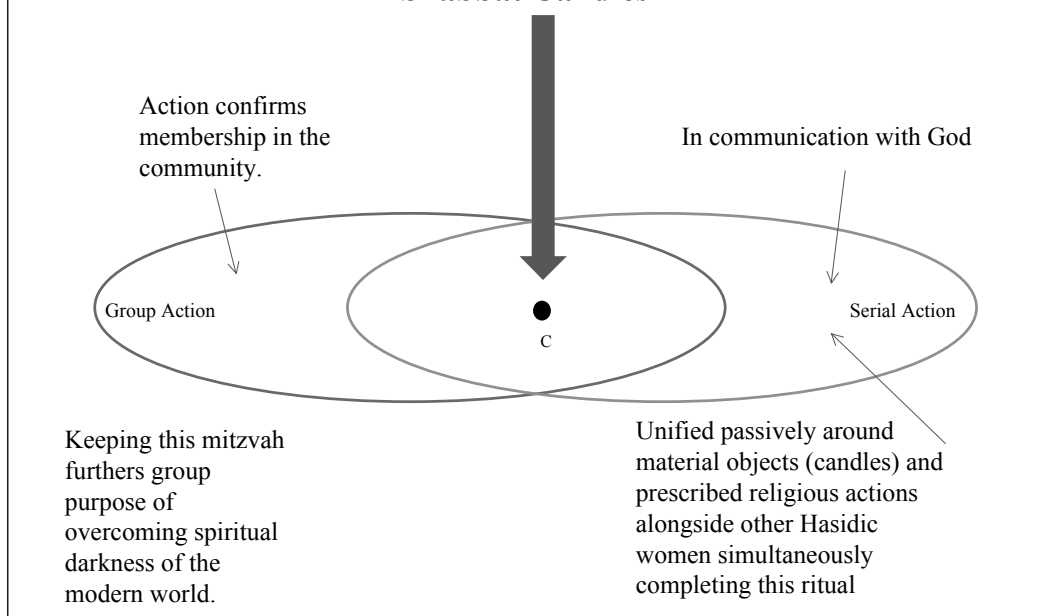 Action confirms
membership in the
community.
In communication with God
Group Action
C
Serial Action
Keeping this mitzvah
furthers group
purpose of
overcoming spiritual
darkness of the
modern world.
Unified passively around
material objects (candles) and
prescribed religious actions
alongside other Hasidic
women simultaneously
completing this ritual